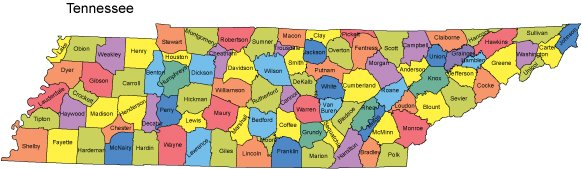 Tennessee
Lake
Obion
Weakley
Henry
Stewart
Montgomery
Robertson
Sumner
Macon
Clay
Pickett
Fentress
Scott
Campbell
Claiborne
Hancock
Hawkins
Sullivan
Johnson
Carter
Washington
Unicoi
Greene
Hamblen
Grainger
Union
Jackson
Overton
Trousdale
Smith
Putnam
Morgan
Anderson
Knox
Jefferson
Cocke
Sevier
Blount
Loudon
Roane
Cumberland
White
DeKalb
Wilson
Davidson
Cheatham
Dickson
Houston
Humphrey
Benton
Carroll
Gibson
Dyer
Crockett
Lauderdale
Haywood
Tipton
Madison
Henderson
Decatur
Perry
Hickman
Williamson
Rutherford
Cannon
Warren
Van
Buren
Bledsoe
Rhea
Meigs
McMinn
Monroe
Polk
Bradley
Hamilton
Marion
Grundy
Coffee
Bedford
Marshall
Maury
Lewis
Chester
Shelby
Fayette
Hardeman
McNairy
Hardin
Wayne
Lawrence
Giles
Lincoln
Moore
Franklin